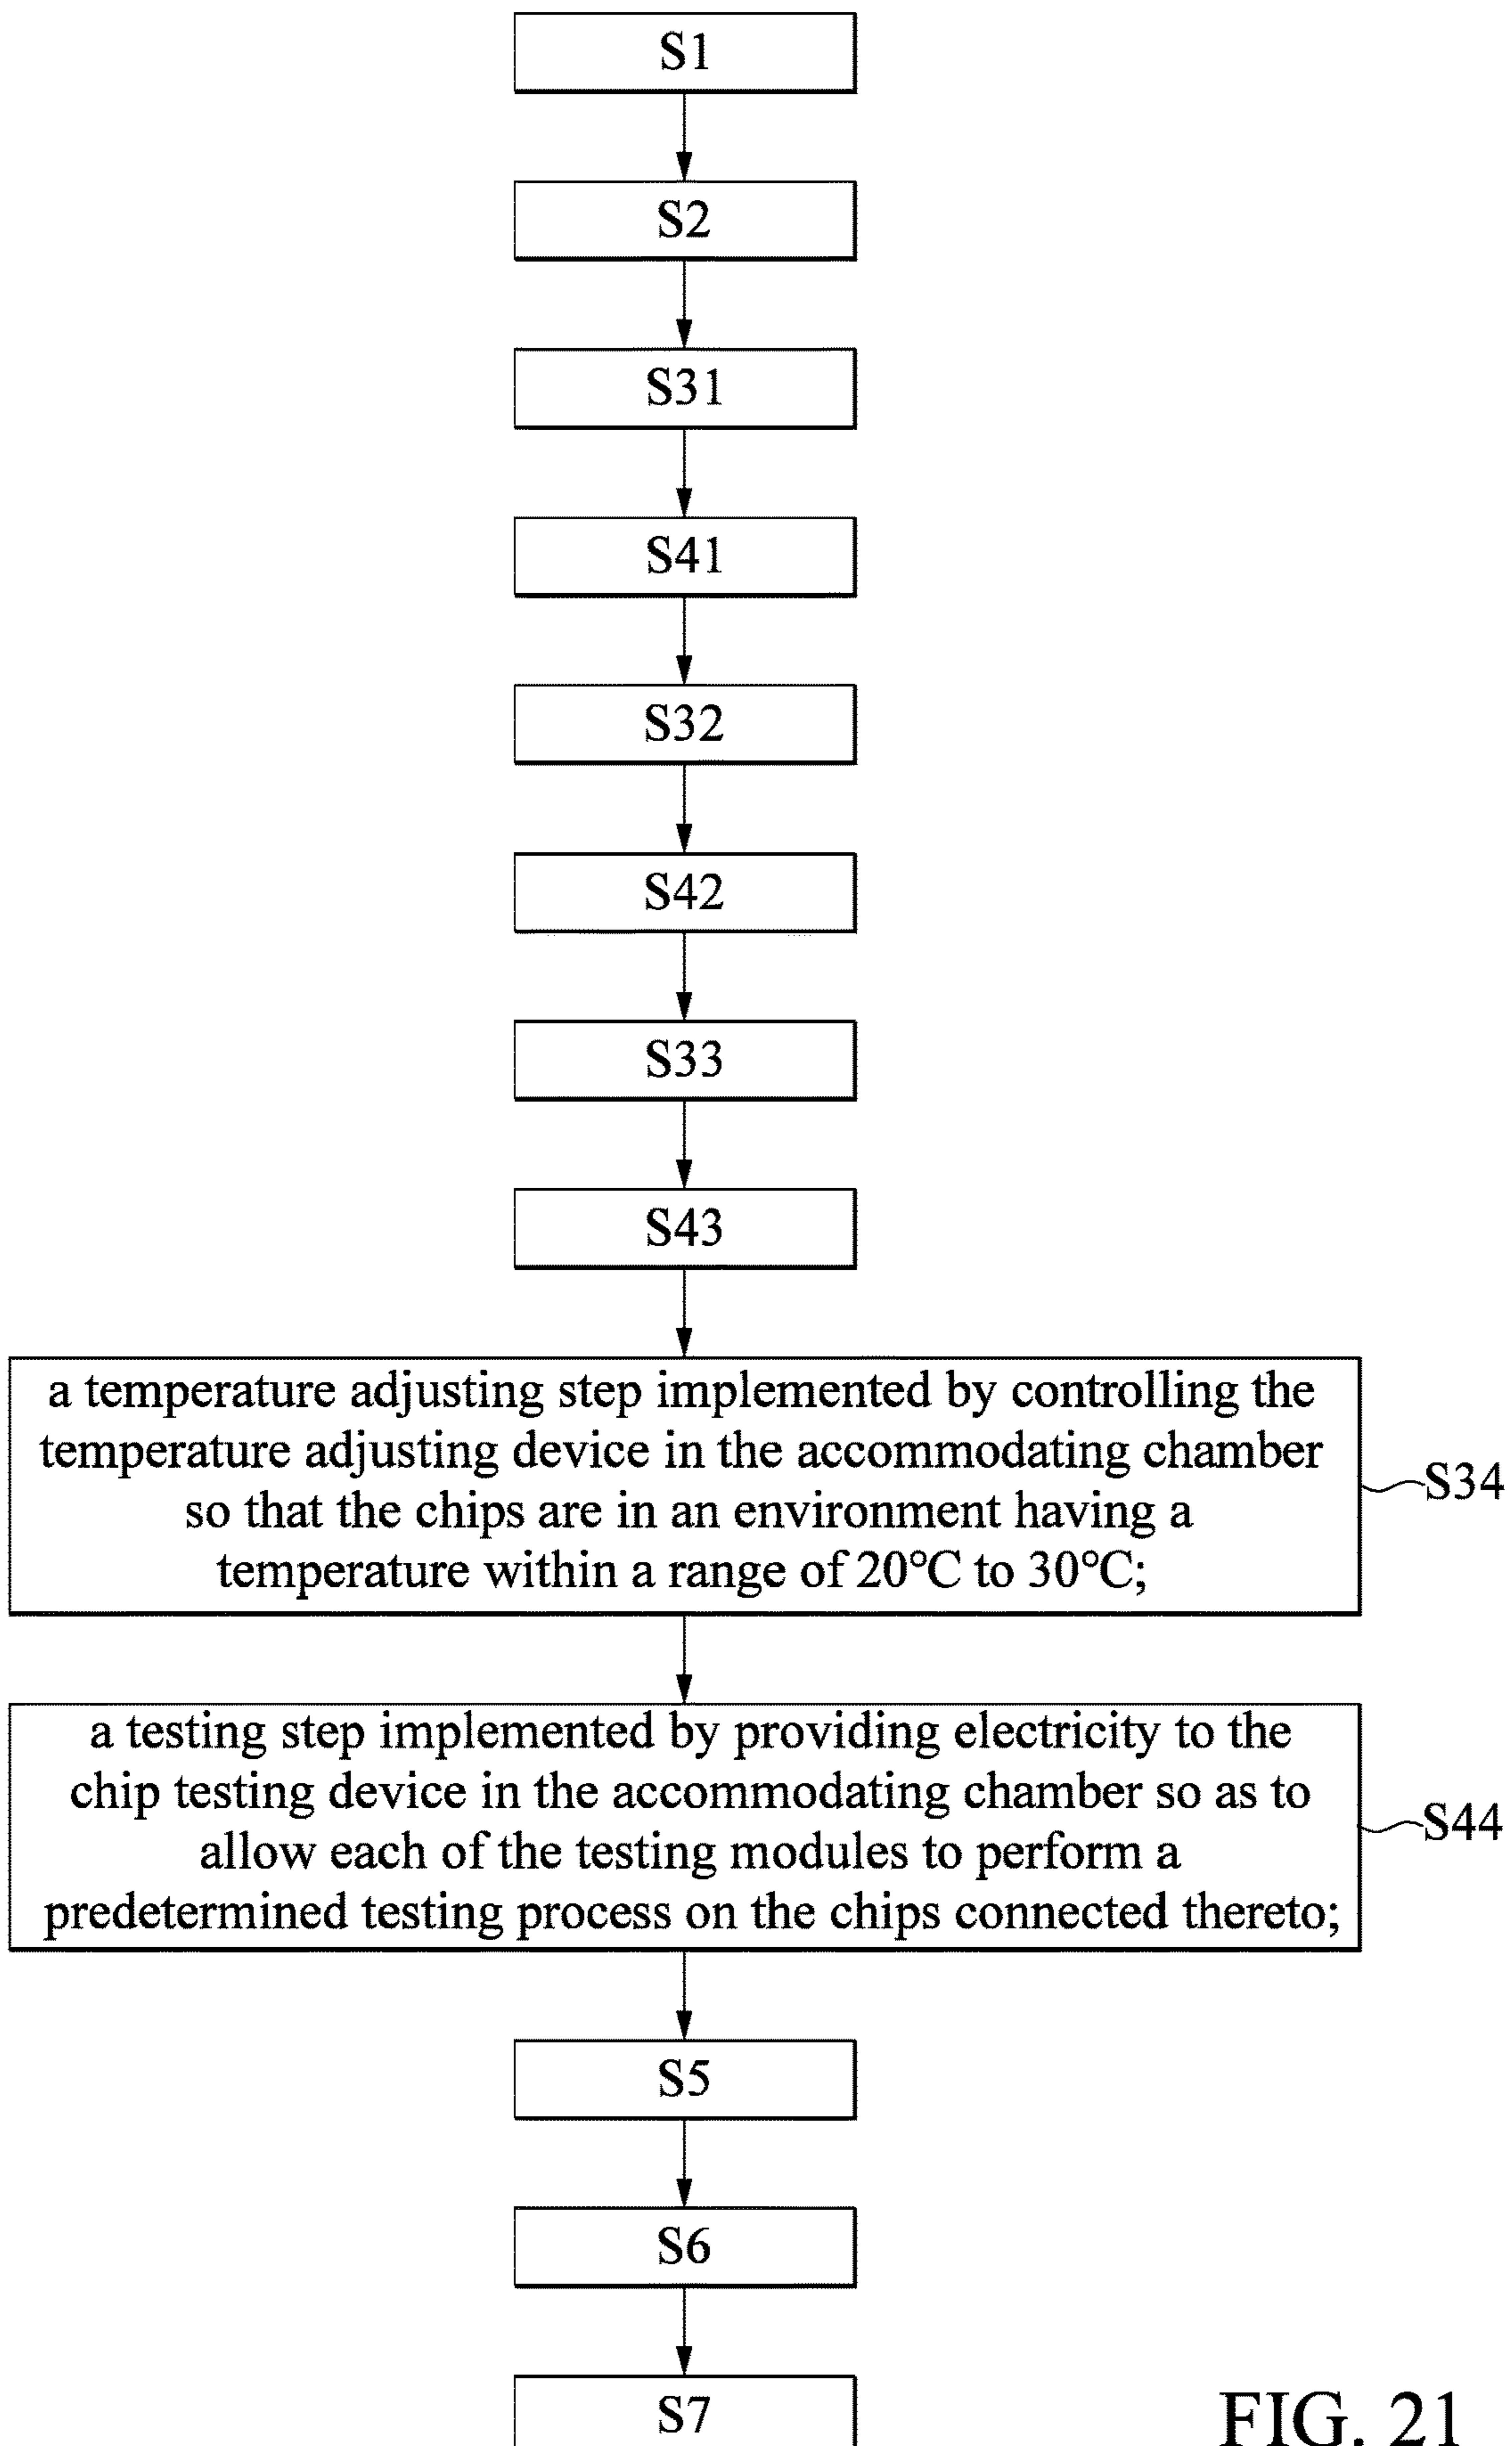 S1
S2
S31
S41
S32
S42
S33
S43
a temperature adjusting step implemented by controlling the
temperature adjusting device in the accommodating chamber
so that the chips are in an environment having a
temperature within a range of 20°C to 30°C;
S34
a testing step implemented by providing electricity to the
chip testing device in the accommodating chamber so as to
allow each of the testing modules to perform a
predetermined testing process on the chips connected thereto;
S44
S5
S6
S7
FIG. 21